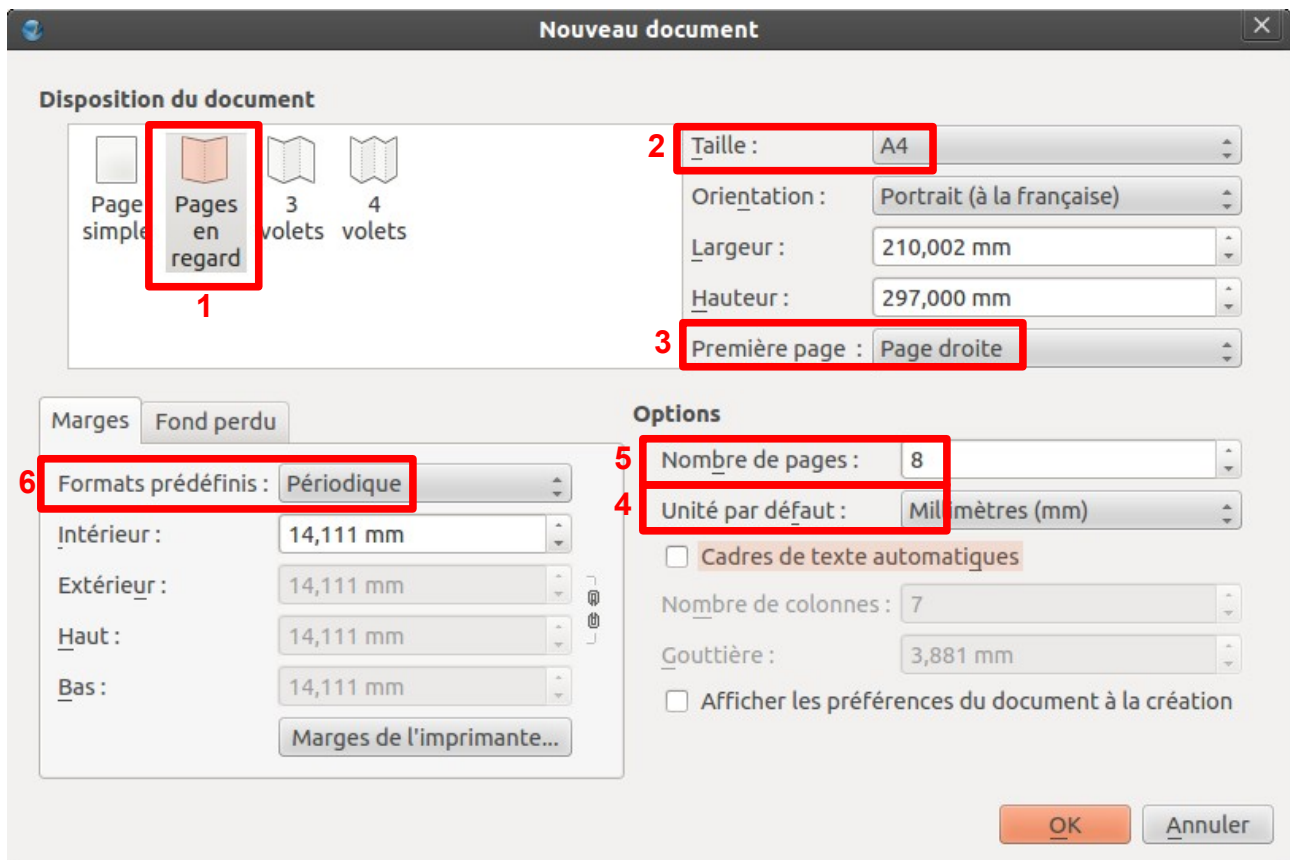 Nouveau document
Disposition du document
Page simple
Pages en regard
3 volets
4 volets
1
2 Taille : A4
Orientation : Portrait (à la française)
Largeur : 210,002 mm
Hauteur : 297,000 mm
3 Première page : Page droite
Marges Fond perdu
6 Formats prédéfinis : Périodique
Intérieur : 14,111 mm
Extérieur : 14,111 mm
Haut : 14,111 mm
Bas : 14,111 mm
Marges de l'imprimante...
Options
5 Nombre de pages : 8
4 Unité par défaut : Millimètres (mm)
Cadres de texte automatiques
Nombre de colonnes : 7
Gouttière : 3,881 mm
Afficher les préférences du document à la création
OK Annuler